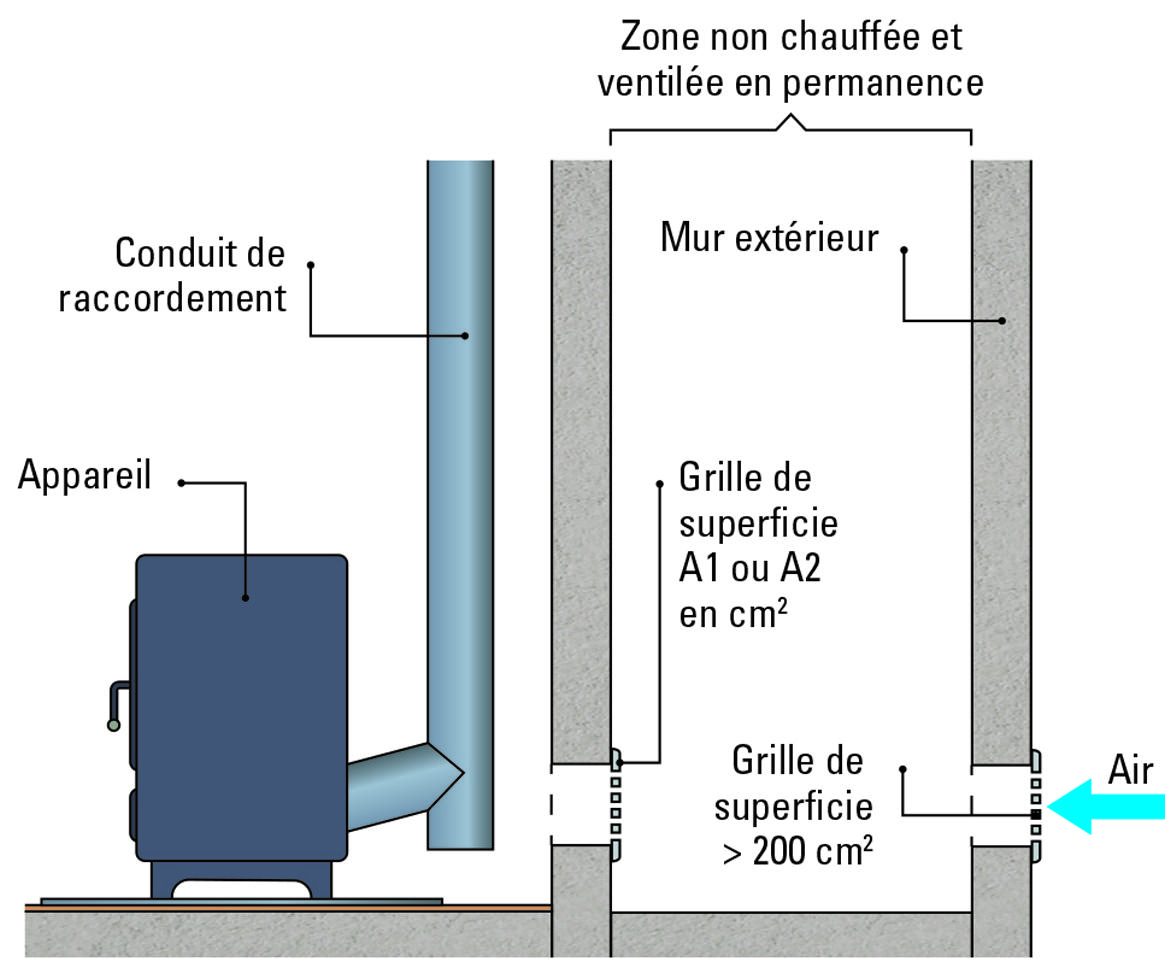 Zone non chauffée et
ventilée en permanence
Conduit de
raccordement
Mur extérieur
Appareil
Grille de
superficie
A1 ou A2
en cm²
Grille de
superficie
> 200 cm²
Air